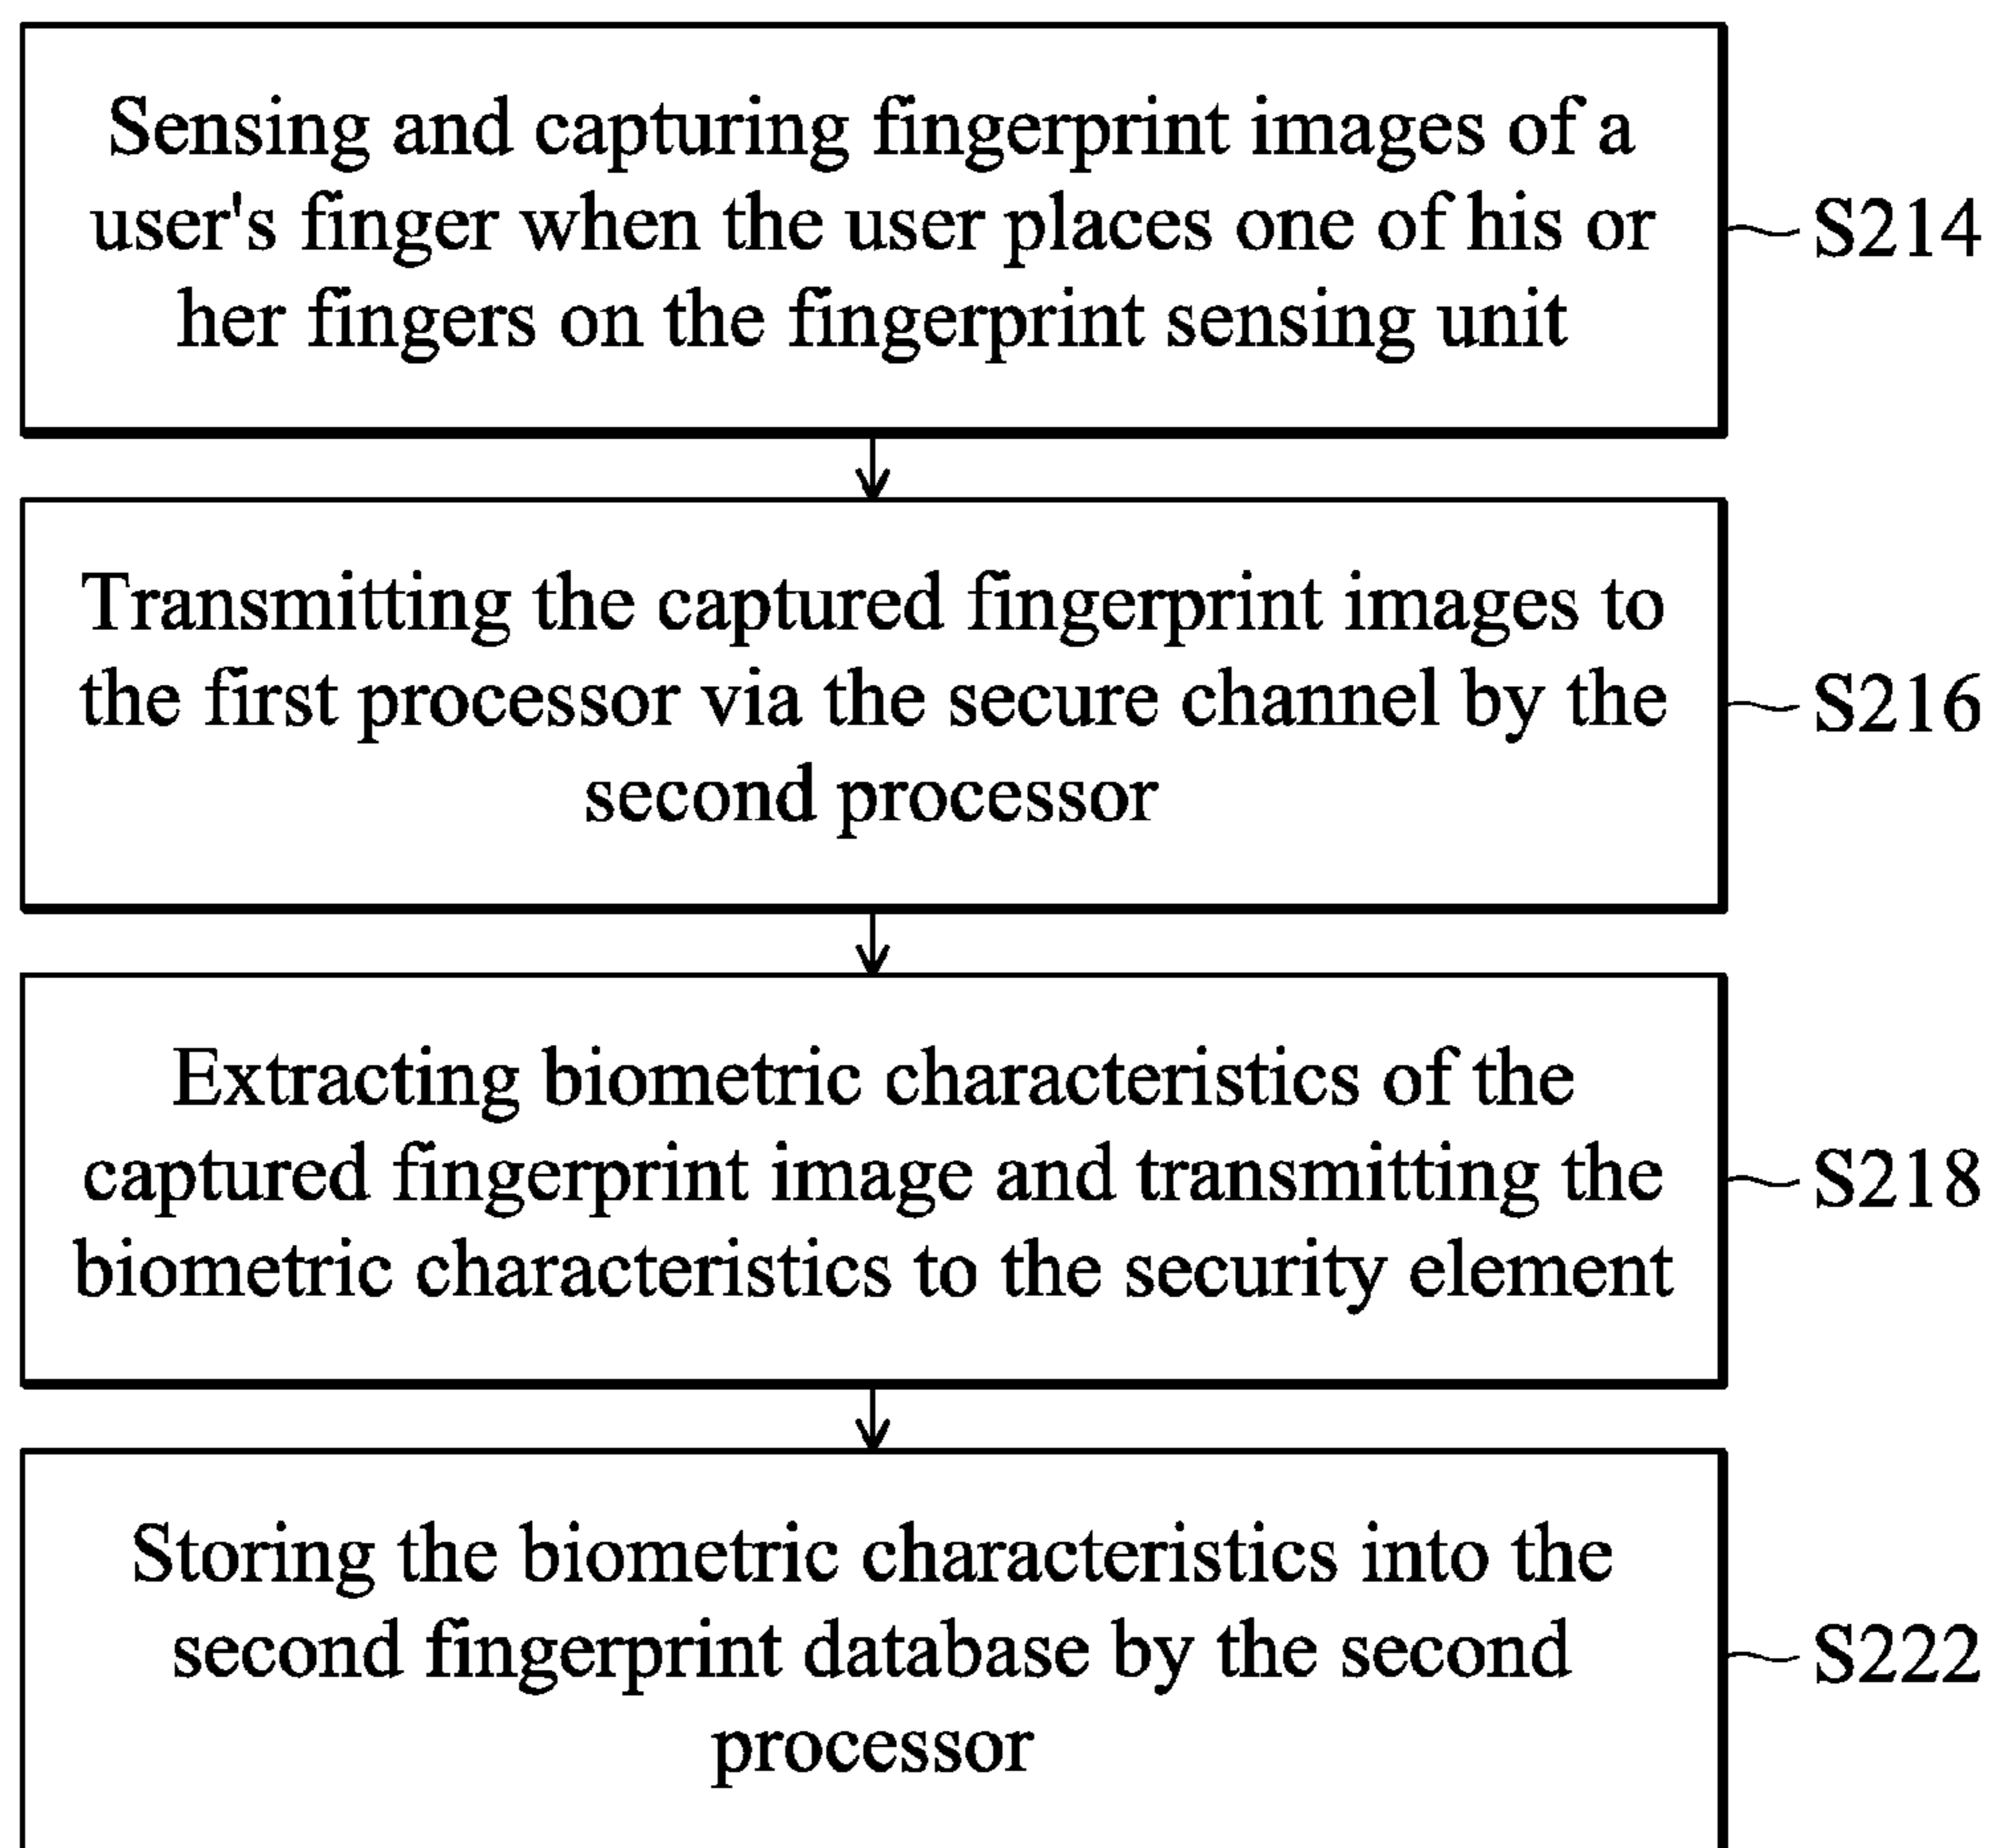 Sensing and capturing fingerprint images of a
user's finger when the user places one of his or
her fingers on the fingerprint sensing unit
S214
Transmitting the captured fingerprint images to
the first processor via the secure channel by the
second processor
S216
Extracting biometric characteristics of the
captured fingerprint image and transmitting the
biometric characteristics to the security element
S218
Storing the biometric characteristics into the
second fingerprint database by the second
processor
S222